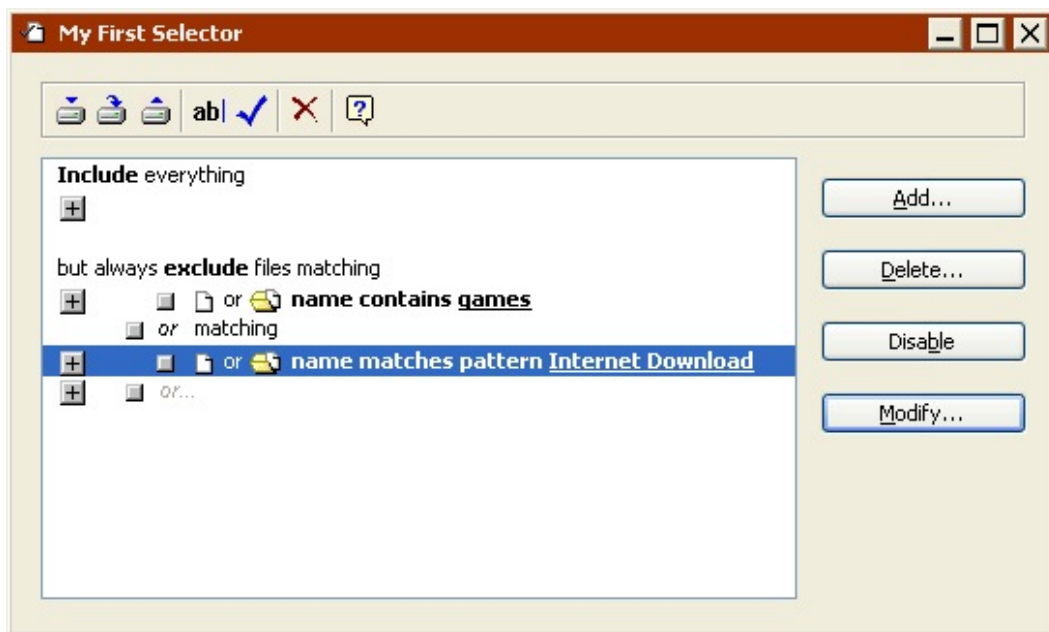 My First Selector
ab
Include everything
but always exclude files matching
or name contains games
or matching
or name matches pattern Internet Download
or...
Add...
Delete...
Disable
Modify...